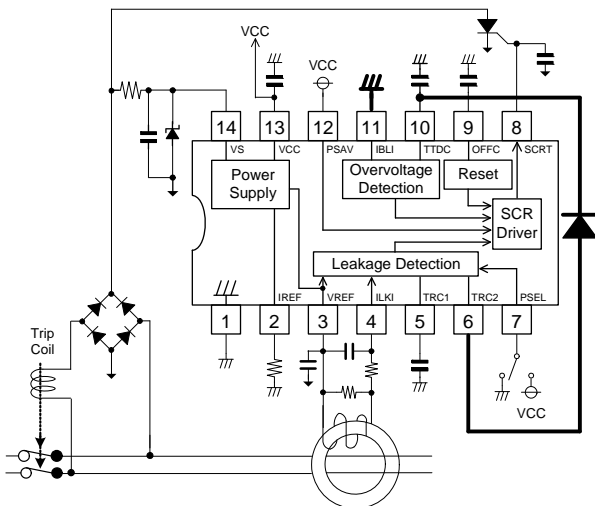 VCC
VCC
14 13 12 11 10 9 8
VS VCC PSAV IBLI TTDC OFFC SCRT
Power
Supply
Overvoltage
Detection
Reset
SCR
Driver
Leakage Detection
IREF VREF ILKI TRC1 TRC2 PSEL
1 2 3 4 5 6 7
Trip
Coil
VCC